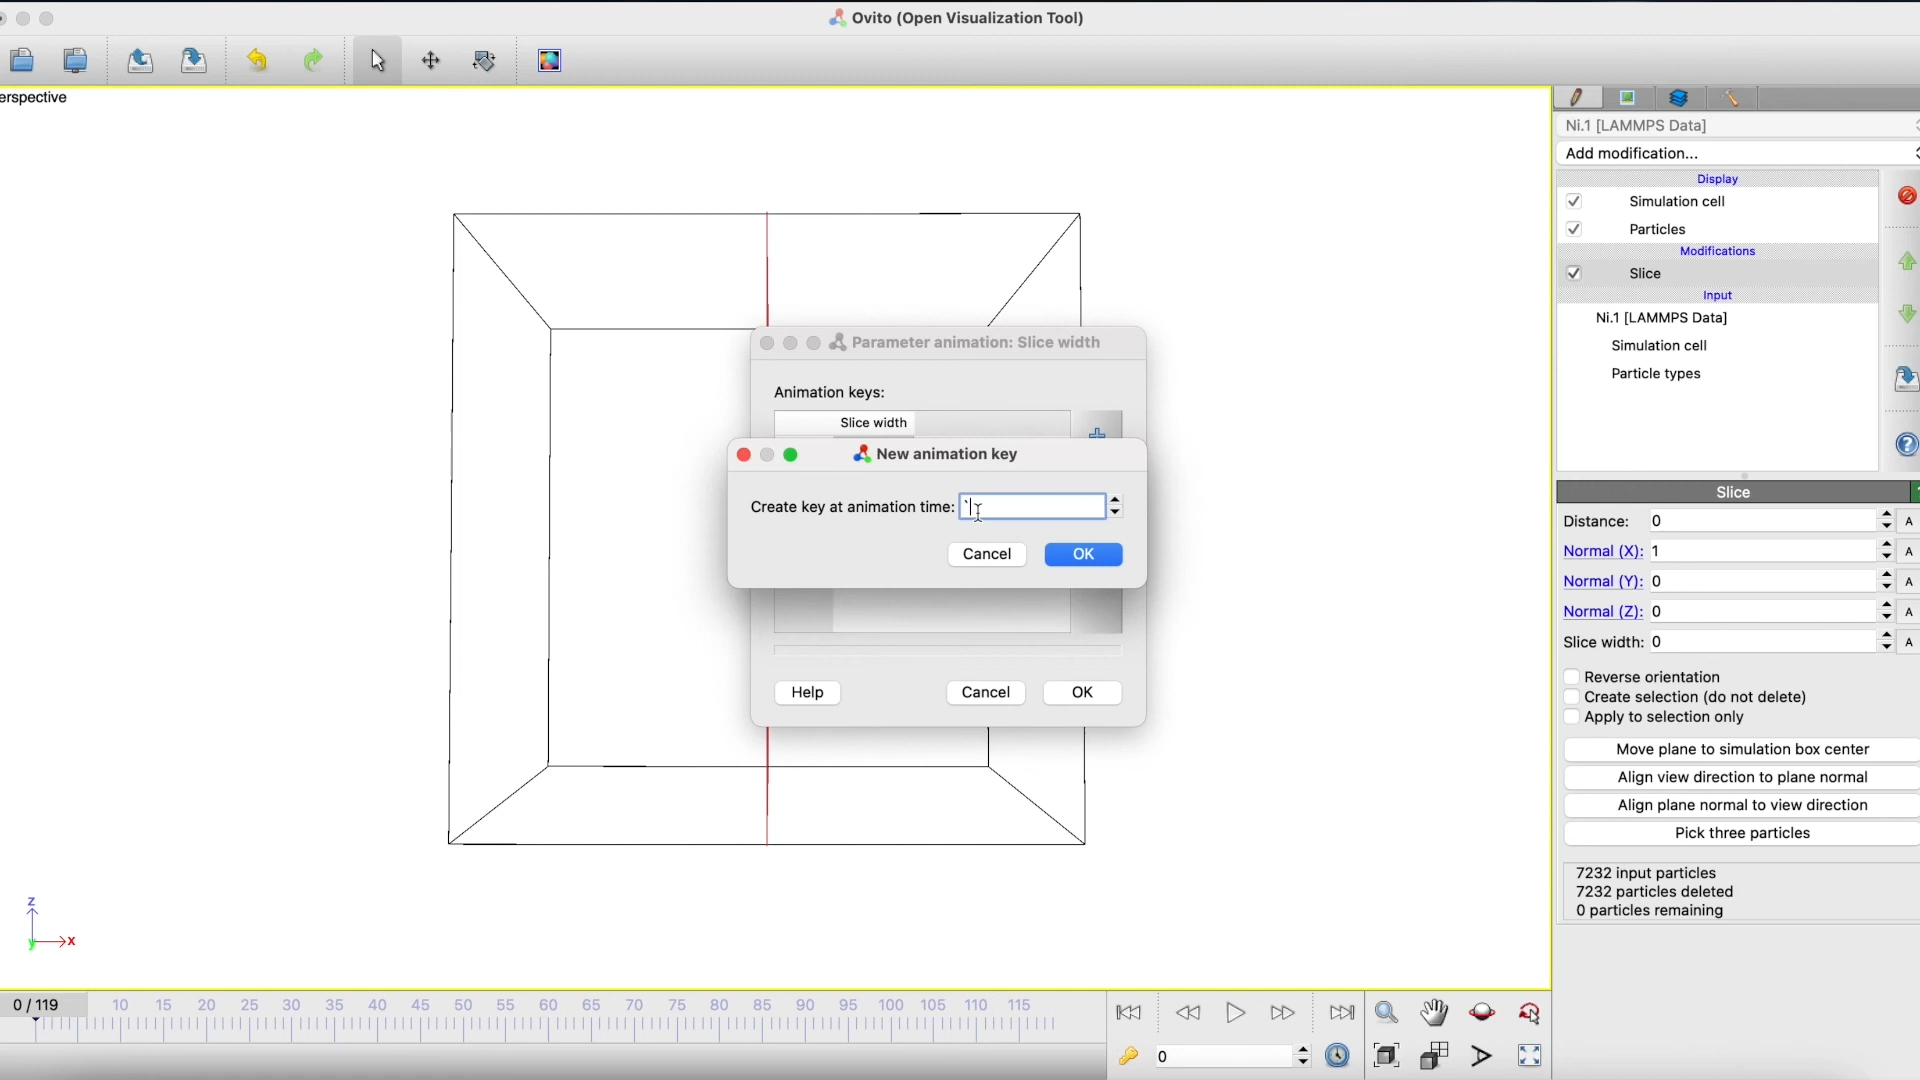 Ovito (Open Visualization Tool)
erspective
Ni.1 [LAMMPS Data]
Add modification...
Display
Simulation cell
Particles
Modifications
Slice
Input
Ni.1 [LAMMPS Data]
Simulation cell
Particle types
Parameter animation: Slice width
Animation keys:
Slice width
New animation key
Create key at animation time: `
Cancel
OK
Help
Cancel
OK
Slice
?
Distance: 0 A
Normal (X): 1 A
Normal (Y): 0 A
Normal (Z): 0 A
Slice width: 0 A
Reverse orientation
Create selection (do not delete)
Apply to selection only
Move plane to simulation box center
Align view direction to plane normal
Align plane normal to view direction
Pick three particles
7232 input particles
7232 particles deleted
0 particles remaining
z
y x
0 / 119 10 15 20 25 30 35 40 45 50 55 60 65 70 75 80 85 90 95 100 105 110 115
0